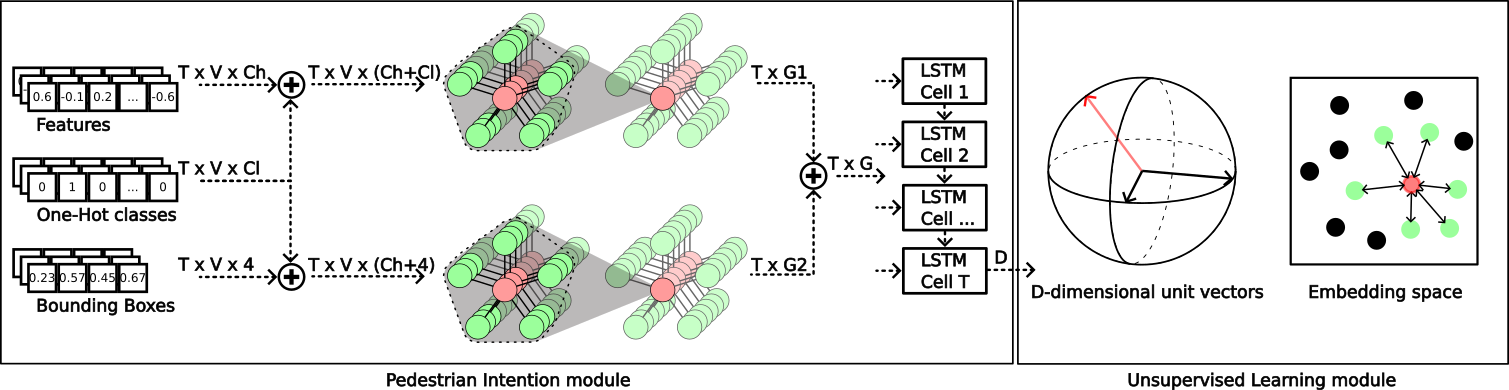 0.6 -0.1 0.2 ... -0.6
Features
T x V x Ch
T x V x (Ch+Cl)
0 1 0 ... 0
One-Hot classes
T x V x Cl
0.23 0.57 0.45 0.67
Bounding Boxes
T x V x 4
T x V x (Ch+4)
T x G1
T x G2
T x G
LSTM
Cell 1
LSTM
Cell 2
LSTM
Cell ...
LSTM
Cell T
D
Pedestrian Intention module
D-dimensional unit vectors
Embedding space
Unsupervised Learning module